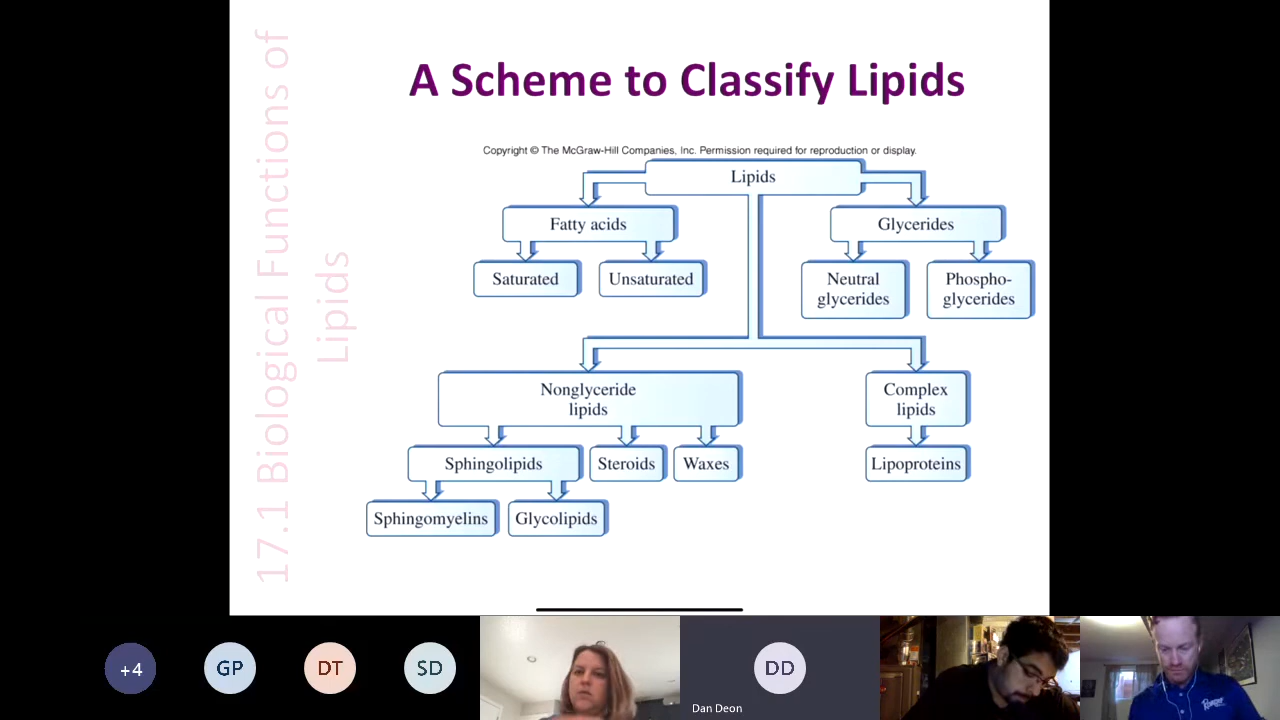 17.1 Biological Functions of
Lipids
A Scheme to Classify Lipids
Copyright © The McGraw-Hill Companies, Inc. Permission required for reproduction or display.
Lipids
Fatty acids
Glycerides
Saturated
Unsaturated
Neutral
glycerides
Phospho-
glycerides
Nonglyceride
lipids
Complex
lipids
Sphingolipids
Steroids
Waxes
Lipoproteins
Sphingomyelins
Glycolipids
+4
GP
DT
SD
DD
Dan Deon